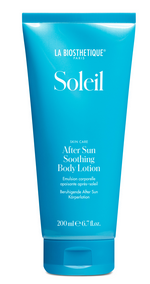 LA BIOSTHETIQUE
PARIS
Soleil
SKIN CARE
After Sun
Soothing
Body Lotion
Emulsion corporelle
apaisante après-soleil
Beruhigende After Sun
Körperlotion
200 ml e 6.7 fl.oz.